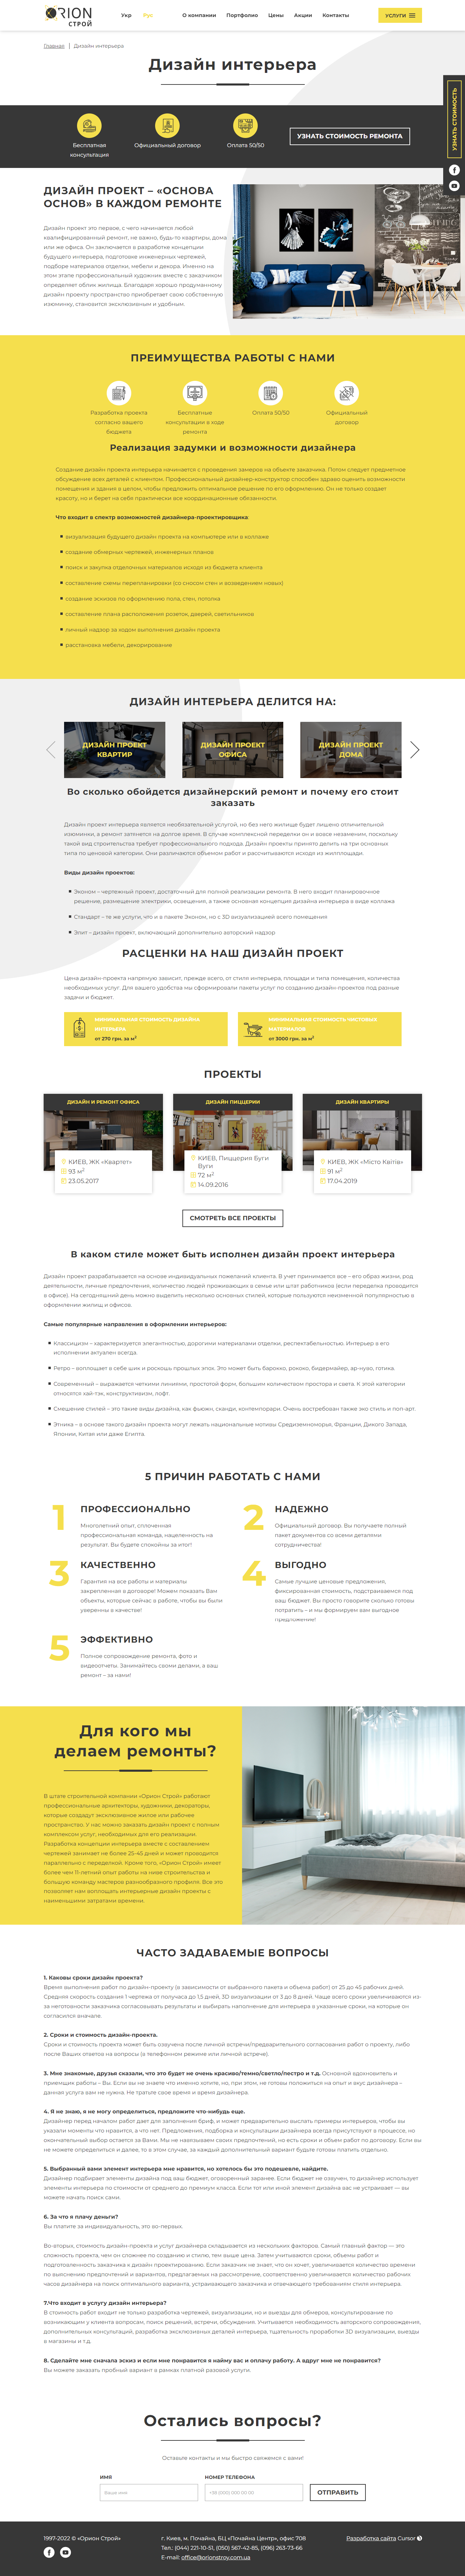 ORION
СТРОЙ
Укр
Рус
О компании
Портфолио
Цены
Акции
Контакты
УСЛУГИ
Главная
Дизайн интерьера
Дизайн интерьера
УЗНАТЬ СТОИМОСТЬ
Бесплатная
консультация
Официальный договор
Оплата 50/50
УЗНАТЬ СТОИМОСТЬ РЕМОНТА
ДИЗАЙН ПРОЕКТ – «ОСНОВА
ОСНОВ» В КАЖДОМ РЕМОНТЕ
Дизайн проект это первое, с чего начинается любой
квалифицированный ремонт, не важно, будь то квартиры, дома
или же офиса. Он заключается в разработке концепции
будущего интерьера, подготовке инженерных чертежей,
подборе материалов отделки, мебели и декора. Именно на
этом этапе профессиональный художник вместе с заказчиком
определяет облик жилища. Благодаря хорошо продуманному
дизайн проекту пространство приобретает свою собственную
изюминку, становится эксклюзивным и удобным.
ПРЕИМУЩЕСТВА РАБОТЫ С НАМИ
Разработка проекта
согласно вашего
бюджета
Бесплатные
консультации в ходе
ремонта
Оплата 50/50
Официальный
договор
Реализация задумки и возможности дизайнера
Создание дизайн проекта интерьера начинается с проведения замеров на объекте заказчика. Потом следует предметное
обсуждение всех деталей с клиентом. Профессиональный дизайнер-конструктор способен здраво оценить возможности
помещения и здания в целом, чтобы предложить оптимальное решение по его оформлению. Он не только создает
красоту, но и берет на себя практически все координационные обязанности.
Что входит в спектр возможностей дизайнера-проектировщика:
визуализация будущего дизайн проекта на компьютере или в коллаже
создание обмерных чертежей, инженерных планов
поиск и закупка отделочных материалов исходя из бюджета клиента
составление схемы перепланировки (со сносом стен и возведением новых)
создание эскизов по оформлению пола, стен, потолка
составление плана расположение розеток, дверей, светильников
личный надзор за ходом выполнения дизайн проекта
расстановка мебели, декорирование
ДИЗАЙН ИНТЕРЬЕРА ДЕЛИТСЯ НА:
ДИЗАЙН ПРОЕКТ
КВАРТИР
ДИЗАЙН ПРОЕКТ
ОФИСА
ДИЗАЙН ПРОЕКТ
ДОМА
Во сколько обойдется дизайнерский ремонт и почему его стоит
заказать
Дизайн проект интерьера является необязательной услугой, но без него жилище будет лишено отличительной
изюминки, а ремонт затянется на долгое время. В случае комплексной переделки он и вовсе незаменим, поскольку
такой вид строительства требует профессионального подхода. Дизайн проекты принято делить на три основных
типа по ценовой категории. Они различаются объемом работ и рассчитываются исходя из жилплощади.
Виды дизайн проектов:
Эконом – чертежный проект, достаточный для полной реализации ремонта. В него входит планировочное
решение, размещение электрики, освещения, а также основная концепция дизайна интерьера в виде коллажа
Стандарт – те же услуги, что и в пакете Эконом, но с 3D визуализацией всего помещения
Элит – дизайн проект, включающий дополнительно авторский надзор
РАСЦЕНКИ НА НАШ ДИЗАЙН ПРОЕКТ
Цена дизайн-проекта напрямую зависит, прежде всего, от стиля интерьера, площади и типа помещения, количества
необходимых услуг. Для вашего удобства мы сформировали пакеты услуг по созданию дизайн-проектов под разные
задачи и бюджет.
МИНИМАЛЬНАЯ СТОИМОСТЬ ДИЗАЙНА
ИНТЕРЬЕРА
от 270 грн. за м2
МИНИМАЛЬНАЯ СТОИМОСТЬ ЧИСТОВЫХ
МАТЕРИАЛОВ
от 3000 грн. за м2
ПРОЕКТЫ
ДИЗАЙН И РЕМОНТ ОФИСА
ДИЗАЙН ПИЦЦЕРИИ
ДИЗАЙН КВАРТИРЫ
КИЕВ, ЖК «Квартет»
93 м2
23.05.2017
КИЕВ, Пиццерия Буги
Вуги
72 м2
14.09.2016
КИЕВ, ЖК «Місто Квітів»
91 м2
17.04.2019
СМОТРЕТЬ ВСЕ ПРОЕКТЫ
В каком стиле может быть исполнен дизайн проект интерьера
Дизайн проект разрабатывается на основе индивидуальных пожеланий клиента. В учет принимается все – его образ жизни, род
деятельности, личные предпочтения, количество людей проживающих в семье или штат работников (если переделка проводится
в офисе). На сегодняшний день можно выделить несколько основных стилей, которые пользуются неизменной популярностью в
оформлении жилищ и офисов.
Самые популярные направления в оформлении интерьеров:
Классицизм – характеризуется элегантностью, дорогими материалами отделки, респектабельностью. Интерьер в его
исполнении актуален всегда.
Ретро – воплощает в себе шик и роскошь прошлых эпох. Это может быть барокко, рококо, бидермайер, ар-нуво, готика.
Современный – выражается четкими линиями, простотой форм, большим количеством простора и света. К этой категории
относятся хай-тэк, конструктивизм, лофт.
Смешение стилей – это такие виды дизайна, как фьюжн, сканди, контемпорари. Очень востребован также эко стиль и поп-арт.
Этника – в основе такого дизайн проекта могут лежать национальные мотивы Средиземноморья, Франции, Дикого Запада,
Японии, Китая или даже Египта.
5 ПРИЧИН РАБОТАТЬ С НАМИ
1
ПРОФЕССИОНАЛЬНО
Многолетний опыт, сплоченная
профессиональная команда, нацеленность на
результат. Вы будете спокойны за итог!
2
НАДЕЖНО
Официальный договор. Вы получаете полный
пакет документов со всеми деталями
сотрудничества!
3
КАЧЕСТВЕННО
Гарантия на все работы и материалы
закрепленная в договоре! Можем показать Вам
объекты, которые сейчас в работе, чтобы вы были
уверенны в качестве!
4
ВЫГОДНО
Самые лучшие ценовые предложения,
фиксированная стоимость, подстраиваемся под
ваш бюджет. Вы просто говорите сколько готовы
потратить – и мы формируем вам выгодное
предложение!
5
ЭФФЕКТИВНО
Полное сопровождение ремонта, фото и
видеоотчеты. Занимайтесь своими делами, а ваш
ремонт – за нами!
Для кого мы
делаем ремонты?
В штате строительной компании «Орион Строй» работают
профессиональные архитекторы, художники, декораторы,
которые создадут эксклюзивное жилое или рабочее
пространство. У нас можно заказать дизайн проект с полным
комплексом услуг, необходимых для его реализации.
Разработка концепции интерьера вместе с составлением
чертежей занимает не более 25-45 дней и может проводится
параллельно с переделкой. Кроме того, «Орион Строй» имеет
более чем 11-летний опыт работы на ниве строительства и
большую команду мастеров разнообразного профиля. Все это
позволяет нам воплощать интерьерные дизайн проекты с
наименьшими затратами времени.
ЧАСТО ЗАДАВАЕМЫЕ ВОПРОСЫ
1. Каковы сроки дизайн проекта?
Время выполнение работ по дизайн-проекту (в зависимости от выбранного пакета и объема работ) от 25 до 45 рабочих дней.
Средняя скорость создания 1 чертежа от получаса до 1,5 дней, 3D визуализации от 3 до 8 дней. Чаще всего сроки увеличиваются из-
за неготовности заказчика согласовывать результаты и выбирать наполнение для интерьера в указанные сроки, на которые он
согласился вначале.
2. Сроки и стоимость дизайн-проекта.
Сроки и стоимость проекта может быть озвучена после личной встречи/предварительного согласования работ о проекту, либо
после Ваших ответов на вопросы (в телефонном режиме или личной встрече).
3. Мне знакомые, друзья сказали, что это будет не очень красиво/темно/светло/пестро и т.д. Основной вдохновитель и
приемщик работы – Вы. Если вы не знаете что именно хотите, но, при этом, не готовы положиться на опыт и вкус дизайнера –
данная услуга вам не нужна. Не тратьте свое время и время дизайнера.
4. Я не знаю, я не могу определиться, предложите что-нибудь еще.
Дизайнер перед началом работ дает для заполнения бриф, и может предварительно выслать примеры интерьеров, чтобы вы
указали моменты что нравится, а что нет. Предложения, подборка и консультации дизайнера всегда присутствуют в процессе, но
окончательный выбор остается за Вами. Мы не навязываем своих предложений, но есть сроки и объем работ по договору. Если вы
не можете определиться и далее, то в этом случае, за каждый дополнительный вариант будете готовы платить отдельно.
5. Выбранный вами элемент интерьера мне нравится, но хотелось бы это подешевле, найдите.
Дизайнер подбирает элементы дизайна под ваш бюджет, оговоренный заранее. Если бюджет не озвучен, то дизайнер использует
элементы интерьера по стоимости от среднего до премиум класса. Если тот или иной элемент дизайна вас не устраивает — вы
можете начать поиск сами.
6. За что я плачу деньги?
Вы платите за индивидуальность, это во-первых.
Во-вторых, стоимость дизайн-проекта и услуг дизайнера складывается из нескольких факторов. Самый главный фактор — это
сложность проекта, чем он сложнее по созданию и стилю, тем выше цена. Затем учитываются сроки, объемы работ и
подготовленность заказчика к дизайн проектированию. Если заказчик не знает, что он хочет, увеличивается количество времени
по выяснению предпочтений и вариантов, предлагаемых на рассмотрение, соответственно увеличивается количество рабочих
часов дизайнера на поиск оптимального варианта, устраивающего заказчика и отвечающего требованиям стиля интерьера.
7.Что входит в услугу дизайн интерьера?
В стоимость работ входит не только разработка чертежей, визуализации, но и выезды для обмеров, консультирование по
возникающим у клиента вопросам, поиск решений, встречи, обсуждения. Учитывается необходимость авторского сопровождения,
дополнительных консультаций, разработка эксклюзивных деталей интерьера, тщательность проработки 3D визуализации, выезды
в магазины и т.д.
8. Сделайте мне сначала эскиз и если мне понравится я найму вас и оплачу работу. А вдруг мне не понравится?
Вы можете заказать пробный вариант в рамках платной разовой услуги.
Остались вопросы?
Оставьте контакты и мы быстро свяжемся с вами!
ИМЯ
НОМЕР ТЕЛЕФОНА
Ваше имя
+38 (000) 000 00 00
ОТПРАВИТЬ
1997-2022 © «Орион Строй»
г. Киев, м. Почайна, БЦ «Почайна Центр», офис 708
Тел.: (044) 221-10-51, (050) 567-42-85, (096) 263-73-66
E-mail: office@orionstroy.com.ua
Разработка сайта Cursor